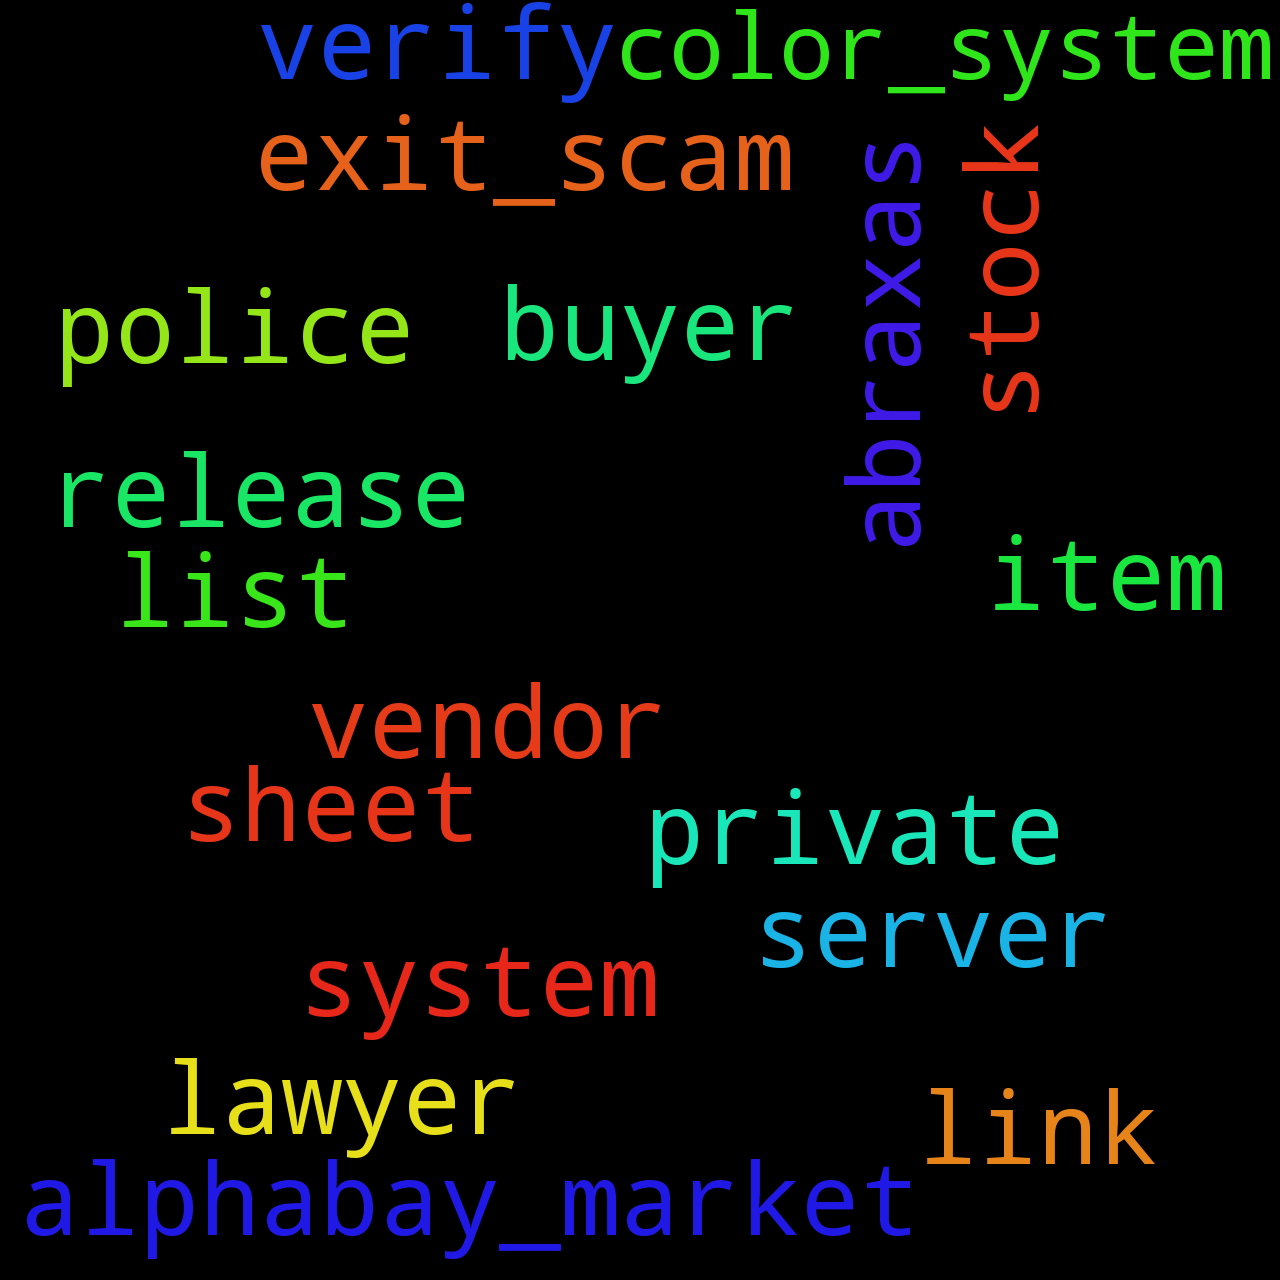 verify color_system
exit_scam
abraxas
stock
police buyer
release
list
item
vendor
sheet
private
server
system
lawyer
link
alphabay_market